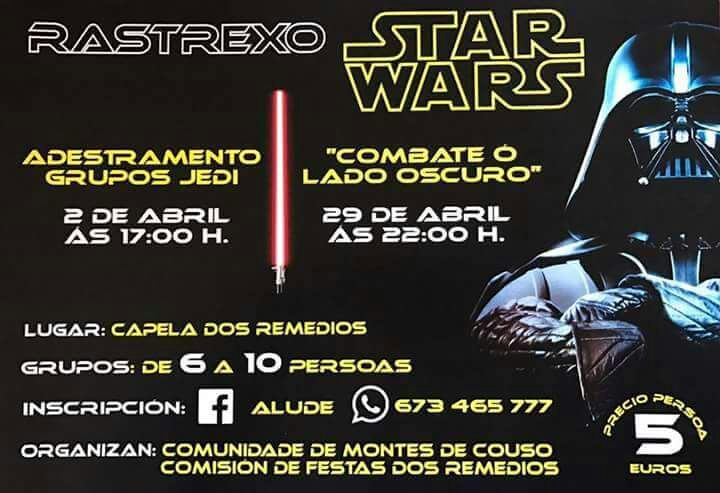 RASTREXO
STAR
WARS
ADESTRAMENTO
GRUPOS JEDI
2 DE ABRIL
ÁS 17:00 H.
"COMBATE Ó
LADO OSCURO"
29 DE ABRIL
ÁS 22:00 H.
LUGAR: CAPELA DOS REMEDIOS
GRUPOS: DE 6 A 10 PERSOAS
INSCRIPCIÓN: f ALUDE 673 465 777
ORGANIZAN: COMUNIDADE DE MONTES DE COUSO
COMISIÓN DE FESTAS DOS REMEDIOS
PRECIO PERSOA
5
EUROS